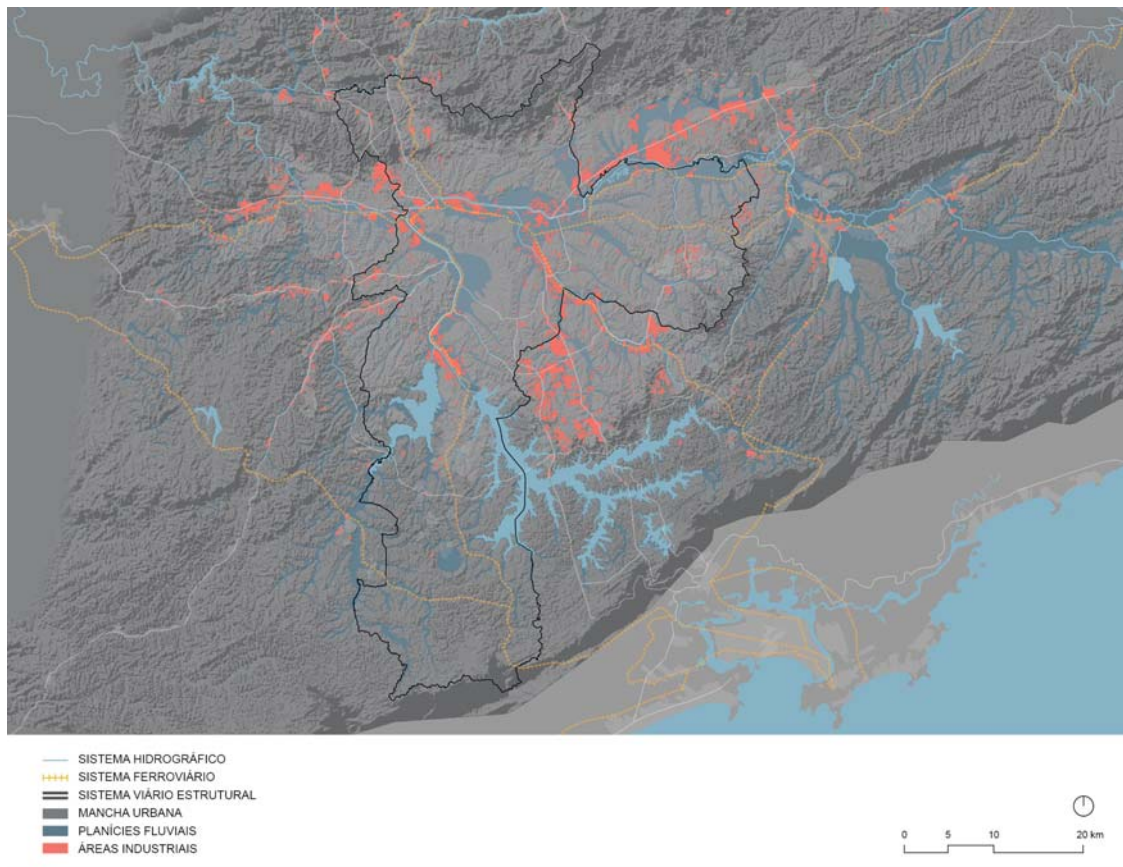 SISTEMA HIDROGRÁFICO
SISTEMA FERROVIÁRIO
SISTEMA VIÁRIO ESTRUTURAL
MANCHA URBANA
PLANÍCIES FLUVIAIS
ÁREAS INDUSTRIAIS
0 5 10 20 km